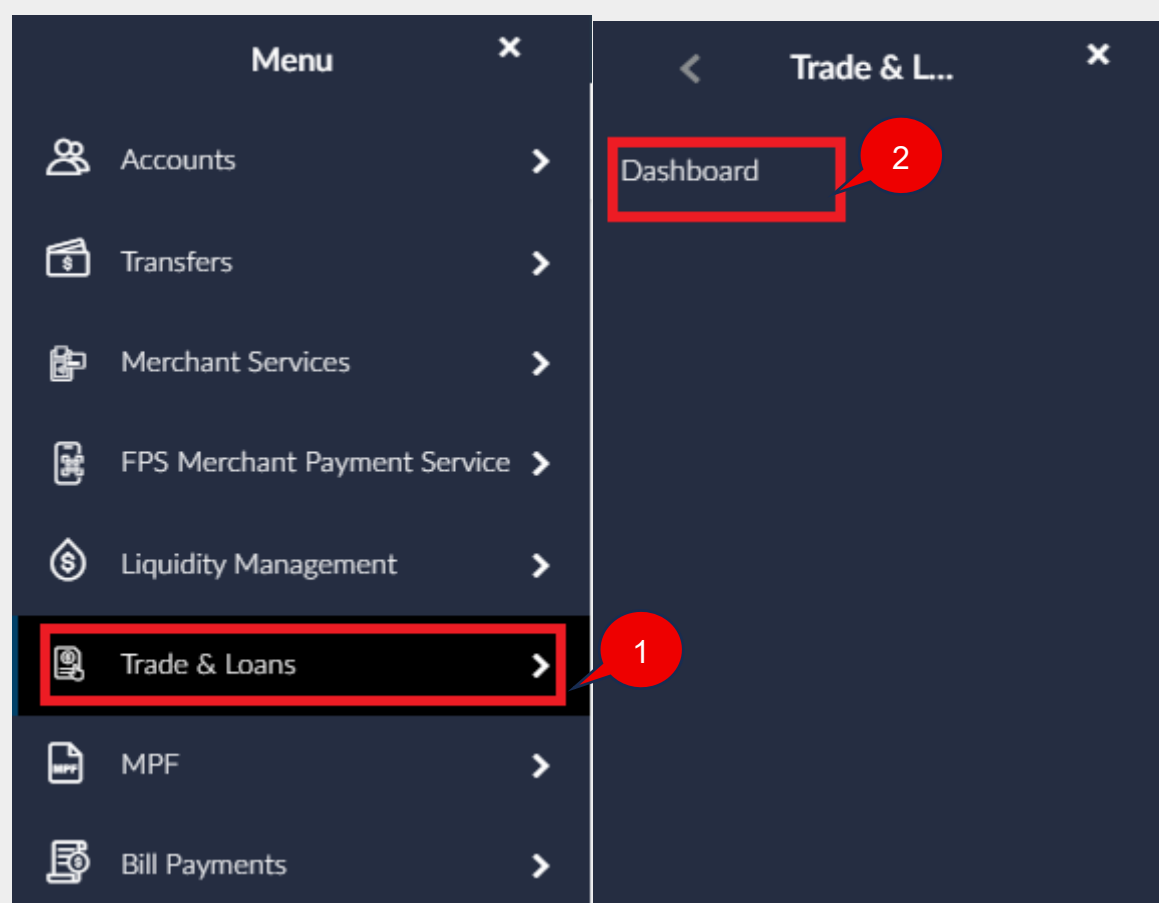 Menu
Accounts
Transfers
Merchant Services
FPS Merchant Payment Service
Liquidity Management
Trade & Loans
1
MPF
MPF
Bill Payments
Trade & L...
Dashboard
2